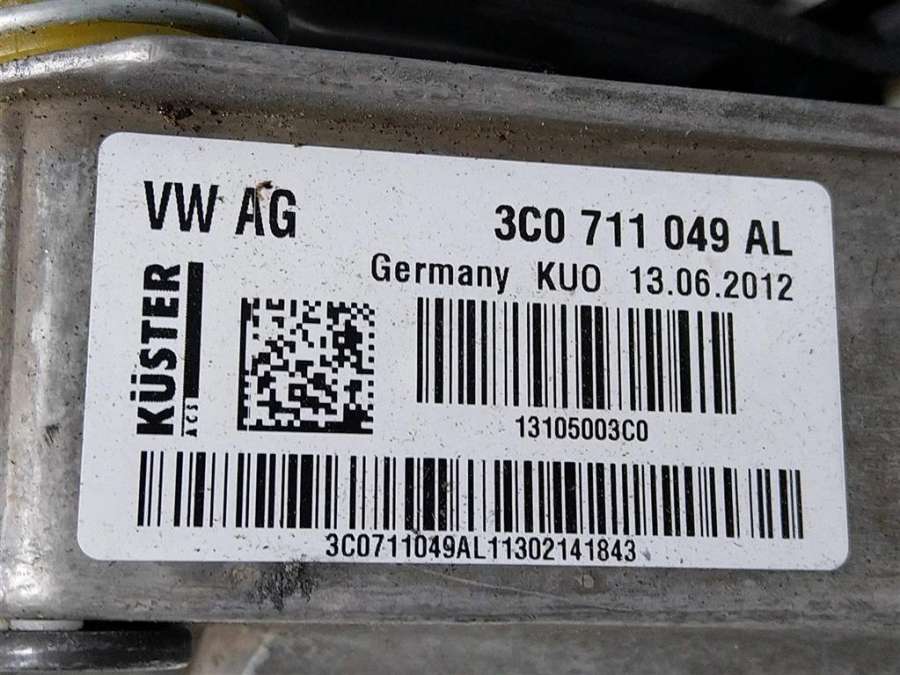 VW AG
3C0 711 049 AL
Germany KUO 13.06.2012
KÜSTER
ACS
13105003C0
3C0711049AL11302141843